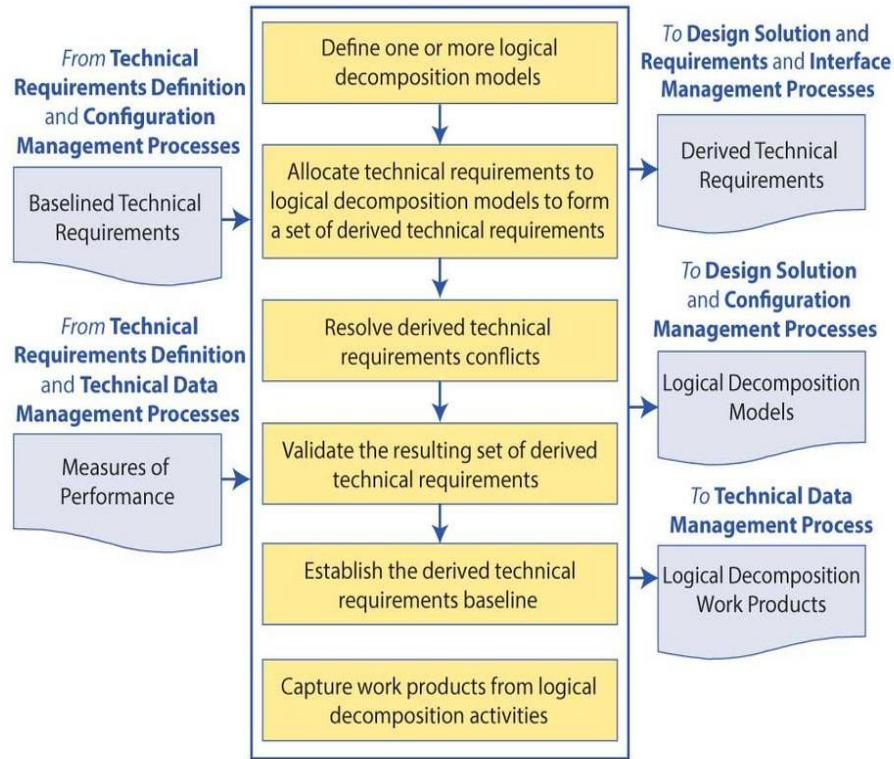 From Technical
Requirements Definition
and Configuration
Management Processes
Baselined Technical
Requirements
From Technical
Requirements Definition
and Technical Data
Management Processes
Measures of
Performance
Define one or more logical
decomposition models
Allocate technical requirements to
logical decomposition models to form
a set of derived technical requirements
Resolve derived technical
requirements conflicts
Validate the resulting set of derived
technical requirements
Establish the derived technical
requirements baseline
Capture work products from logical
decomposition activities
To Design Solution and
Requirements and Interface
Management Processes
Derived Technical
Requirements
To Design Solution
and Configuration
Management Processes
Logical Decomposition
Models
To Technical Data
Management Process
Logical Decomposition
Work Products